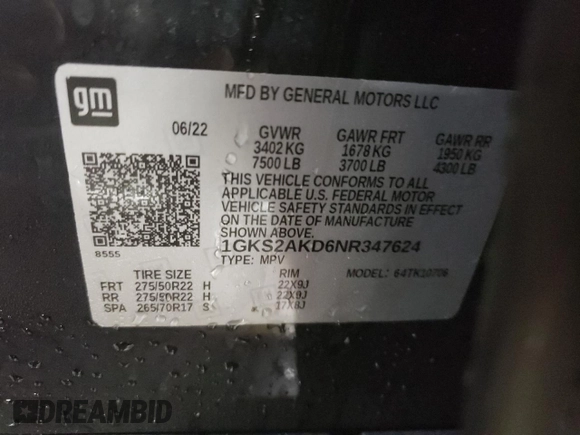 gm
MFD BY GENERAL MOTORS LLC
06/22 GVWR GAWR FRT GAWR RR
3402 KG 1678 KG 1950 KG
7500 LB 3700 LB 4300 LB
THIS VEHICLE CONFORMS TO ALL
APPLICABLE U.S. FEDERAL MOTOR
VEHICLE SAFETY STANDARDS IN EFFECT
ON THE DATE OF MANUFACTURE
SHOWN ABOVE.
1GKS2AKD6NR347624
8555
TYPE: MPV MODEL: 64TK10706
TIRE SIZE RIM
FRT 275/50R22 H 22X9J
RR 275/50R22 H 22X9J
SPA 265/70R17 S 17X8J
DREAMBID